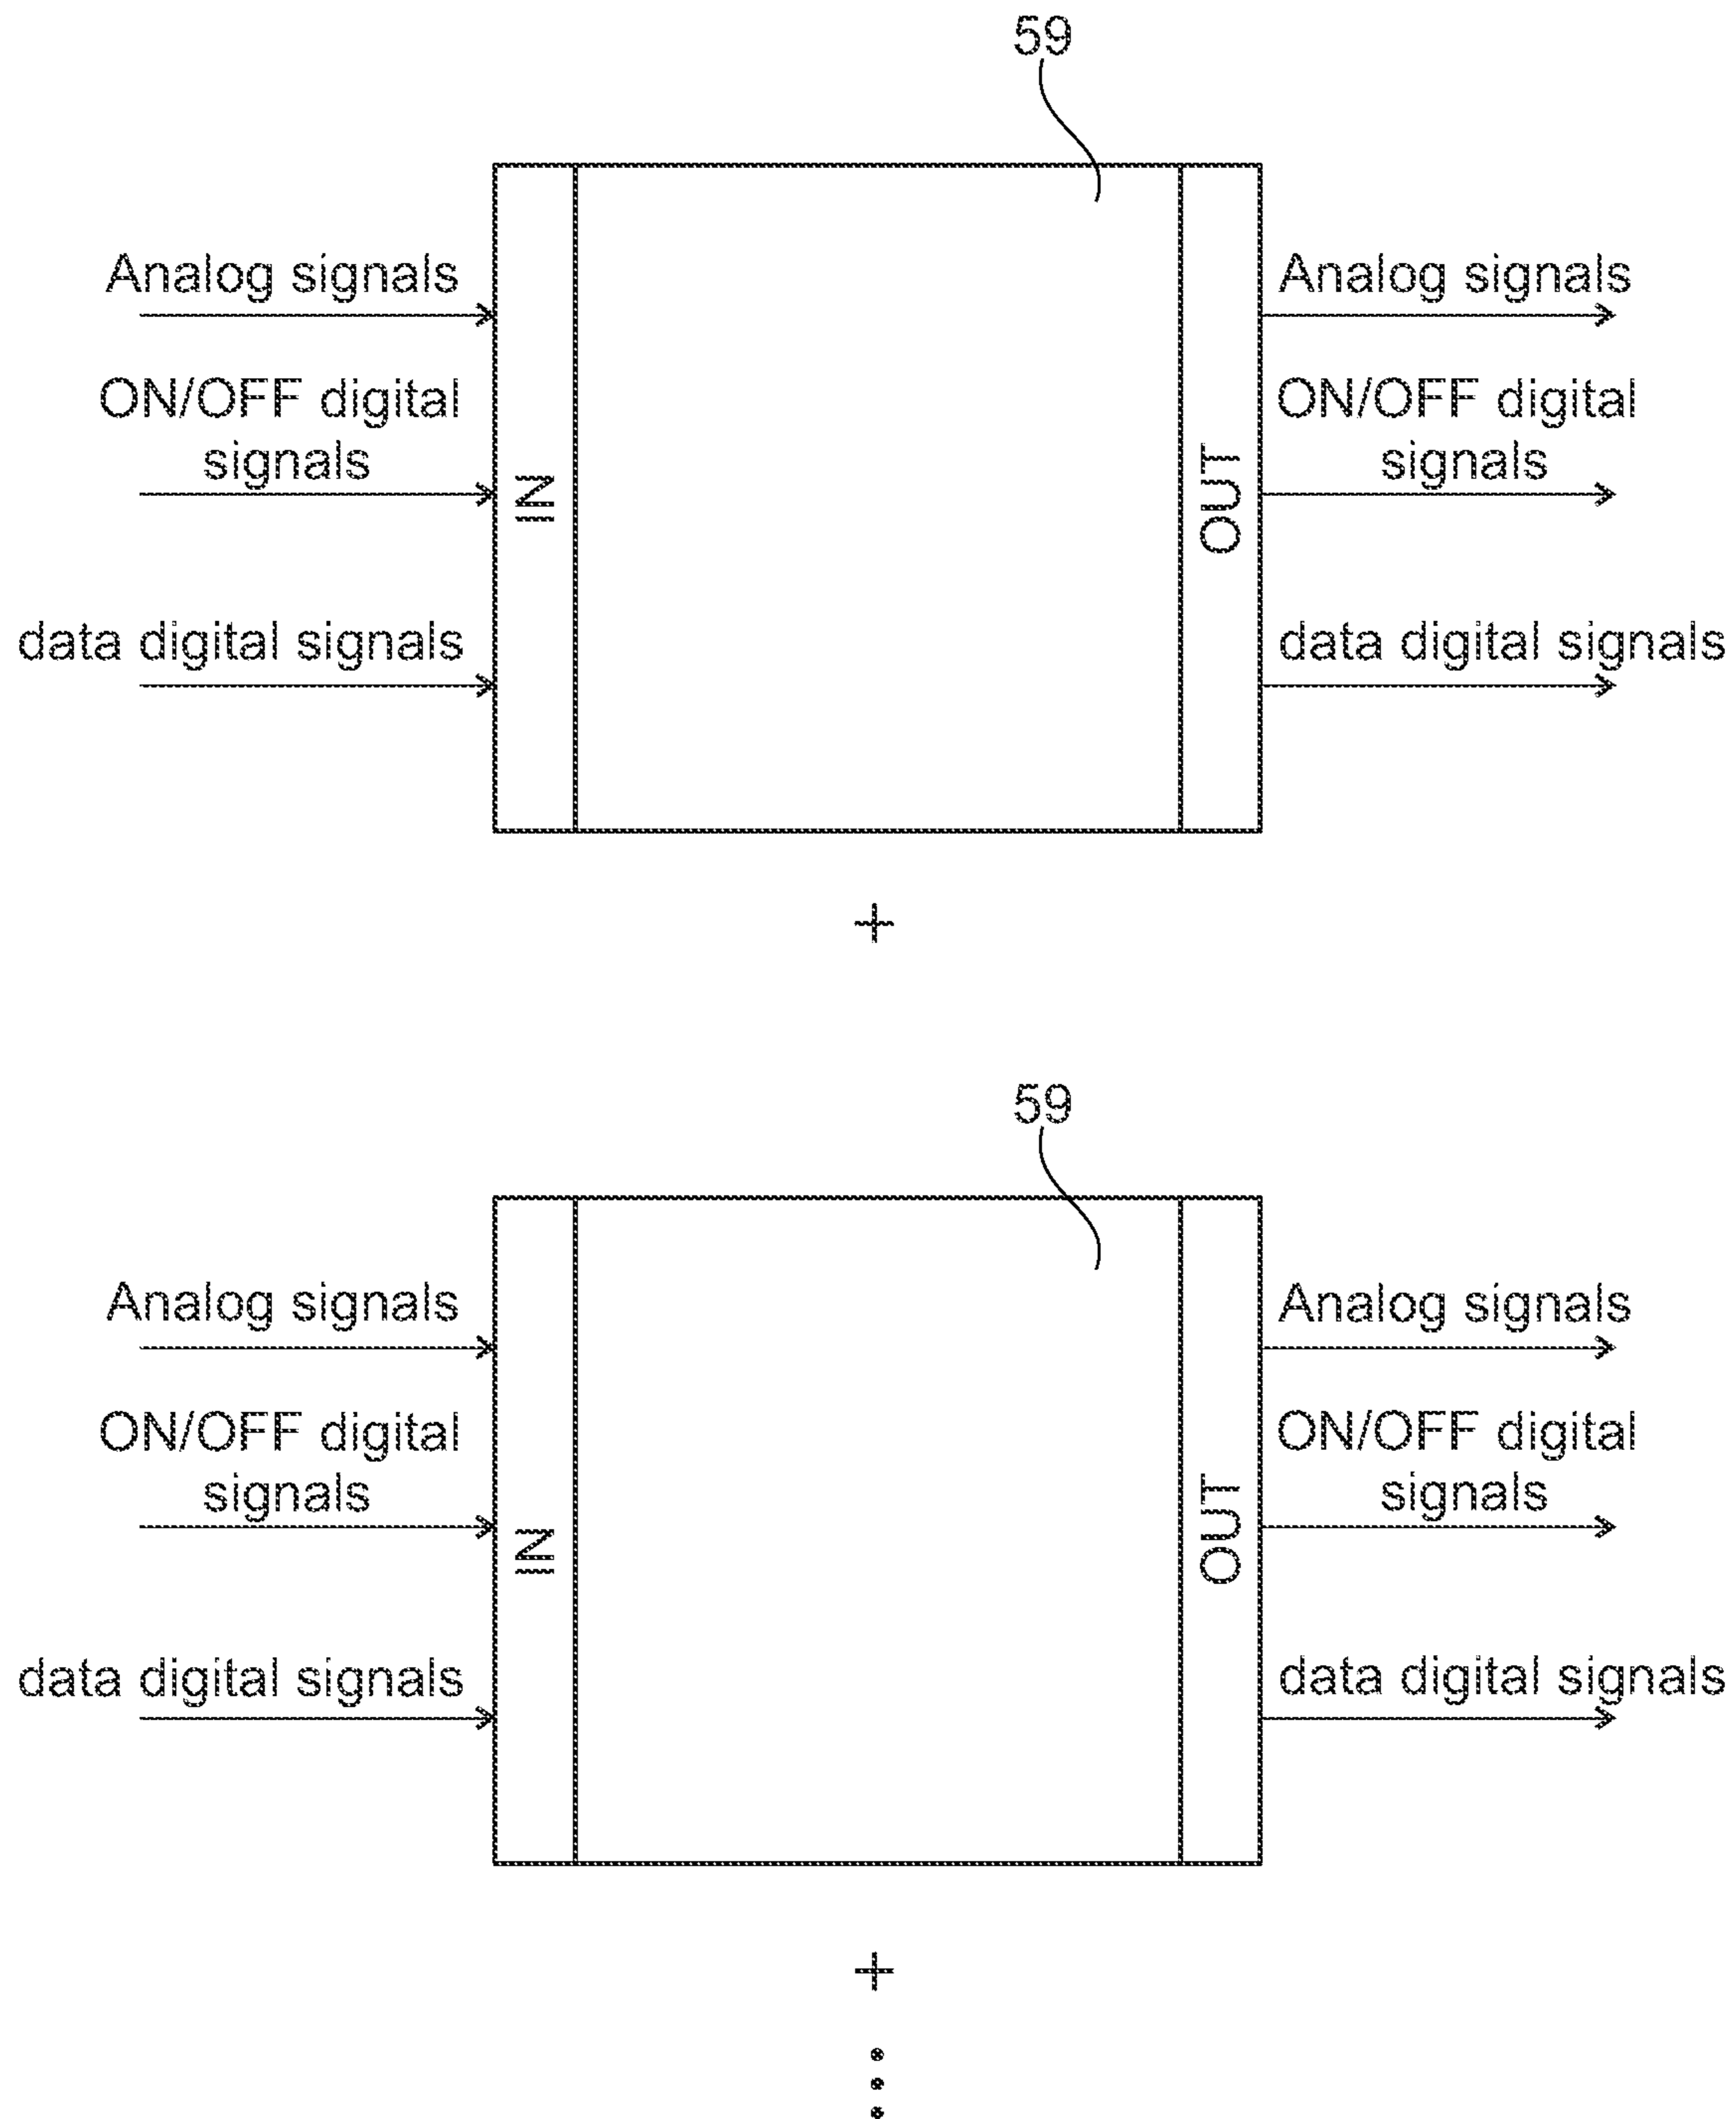 59
Analog signals
Analog signals
ON/OFF digital
signals
ON/OFF digital
signals
IN
OUT
data digital signals
data digital signals
+
59
Analog signals
Analog signals
ON/OFF digital
signals
ON/OFF digital
signals
IN
OUT
data digital signals
data digital signals
+